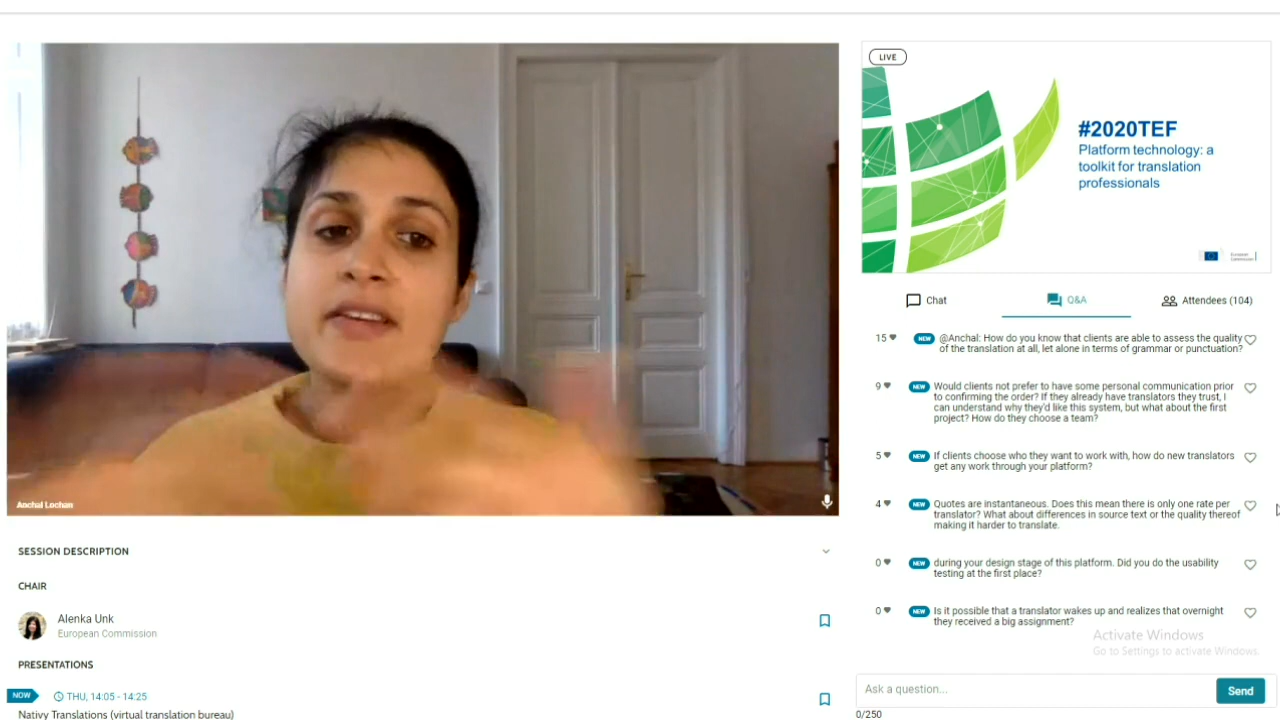 Anchal Lochan
SESSION DESCRIPTION
CHAIR
Alenka Unk
European Commission
PRESENTATIONS
NOW
THU, 14:05 - 14:25
Nativy Translations (virtual translation bureau)
LIVE
#2020TEF
Platform technology: a
toolkit for translation
professionals
European
Commission
Chat
Q&A
Attendees (104)
15
NEW
@Anchal: How do you know that clients are able to assess the quality
of the translation at all, let alone in terms of grammar or punctuation?
9
NEW
Would clients not prefer to have some personal communication prior
to confirming the order? If they already have translators they trust, I
can understand why they'd like this system, but what about the first
project? How do they choose a team?
5
NEW
If clients choose who they want to work with, how do new translators
get any work through your platform?
4
NEW
Quotes are instantaneous. Does this mean there is only one rate per
translator? What about differences in source text or the quality thereof
making it harder to translate.
0
NEW
during your design stage of this platform. Did you do the usability
testing at the first place?
0
NEW
Is it possible that a translator wakes up and realizes that overnight
they received a big assignment?
Activate Windows
Go to Settings to activate Windows.
Ask a question...
Send
0/250